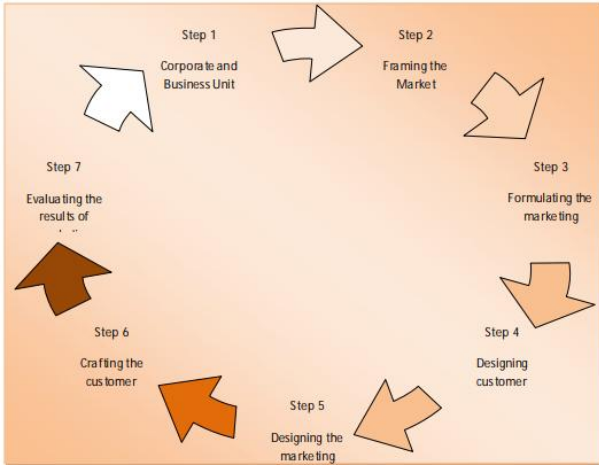 Step 1
Corporate and
Business Unit
Step 2
Framing the
Market
Step 3
Formulating the
marketing
Step 4
Designing
customer
Step 5
Designing the
marketing
Step 6
Crafting the
customer
Step 7
Evaluating the
results of